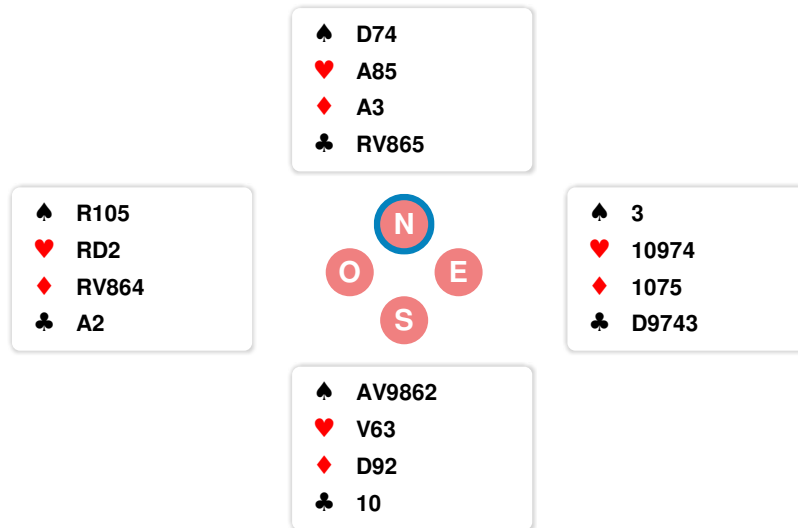 ♠ D74
♥ A85
♦ A3
♣ RV865
♠ R105
♥ RD2
♦ RV864
♣ A2
N
O E
S
♠ 3
♥ 10974
♦ 1075
♣ D9743
♠ AV9862
♥ V63
♦ D92
♣ 10